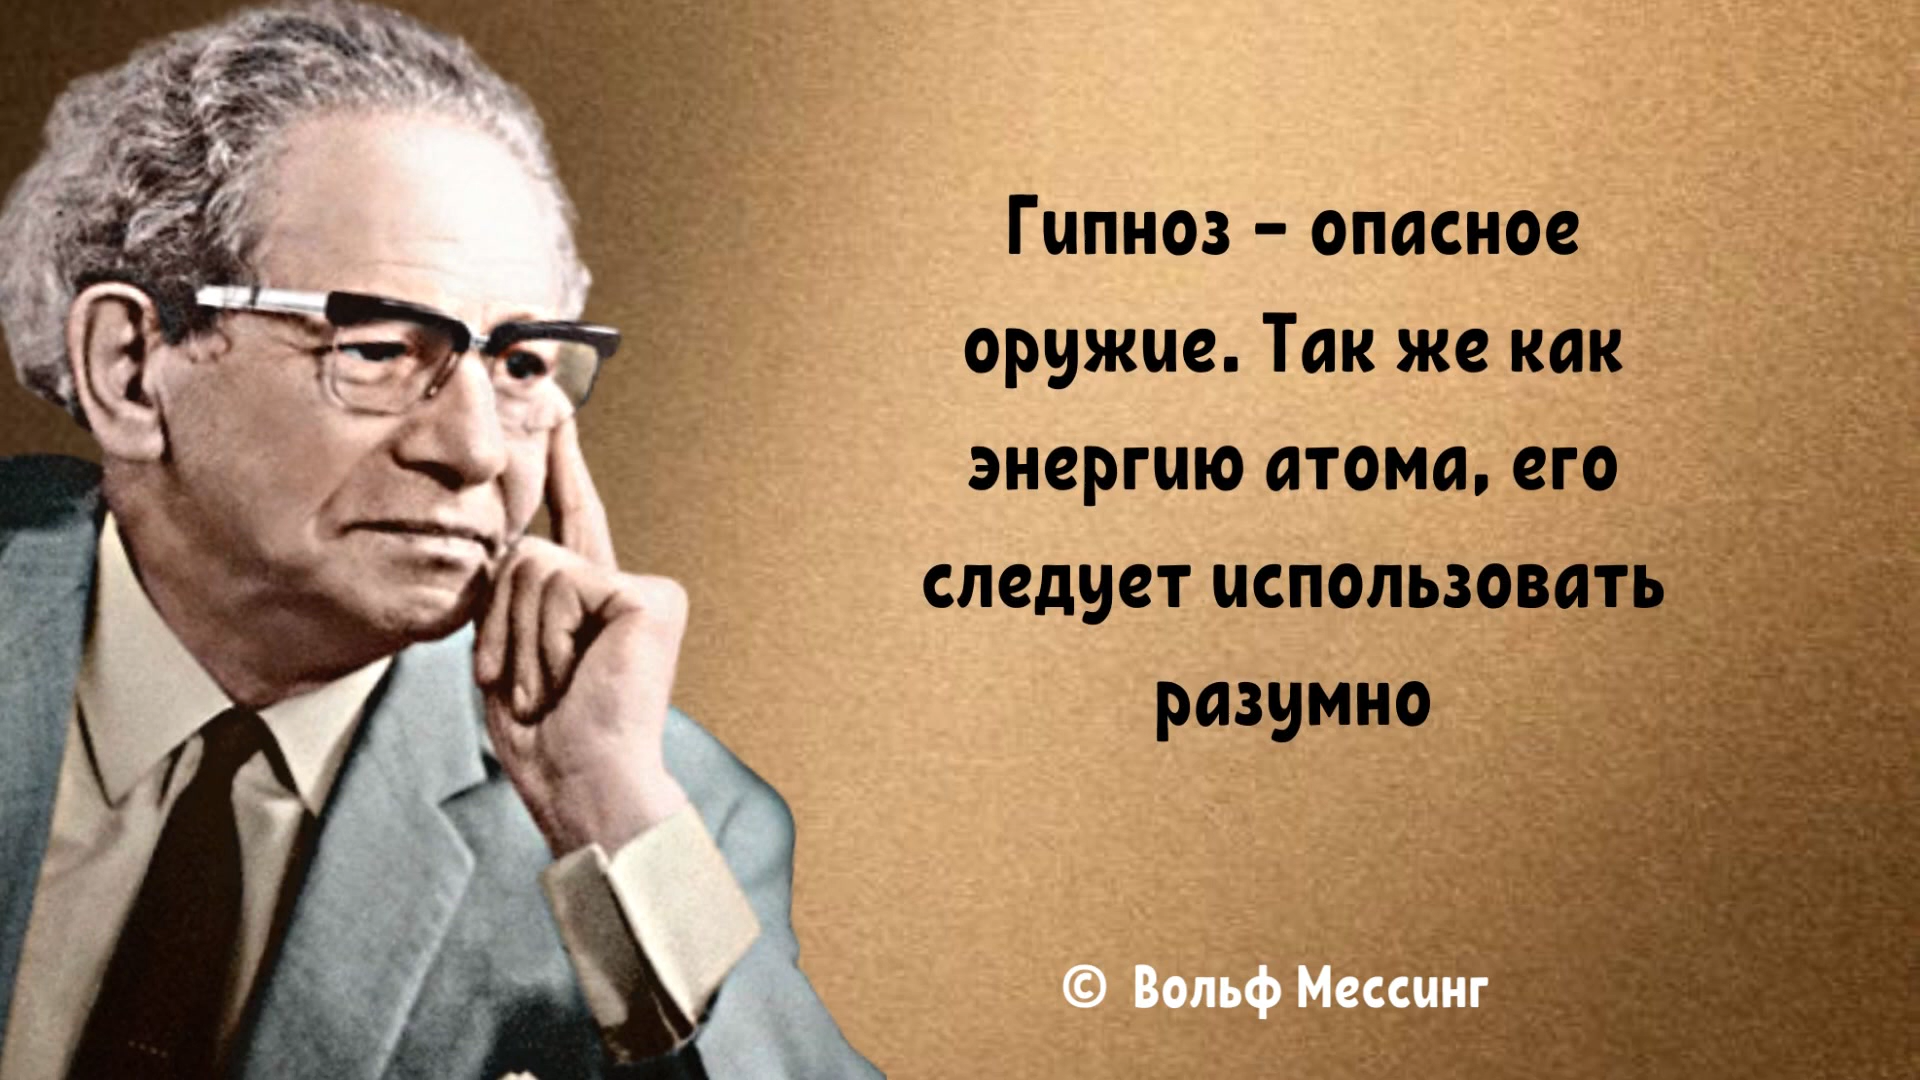 Гипноз – опасное
оружие. Так же как
энергию атома, его
следует использовать
разумно
© Вольф Мессинг